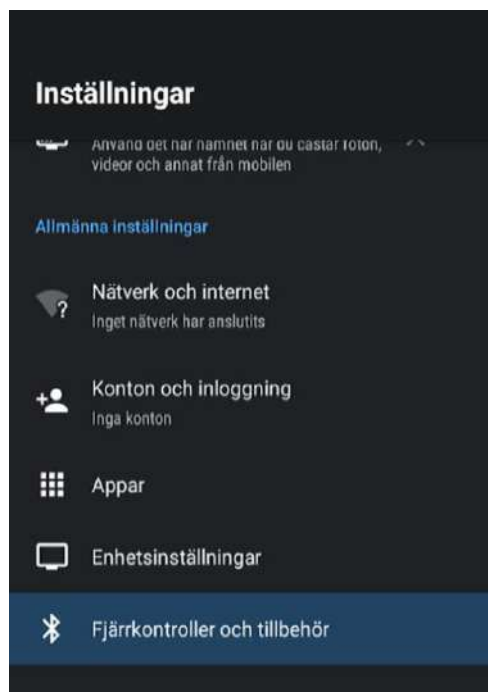 Inställningar
Använd det här namnet när du castar foton,
videor och annat från mobilen
Allmänna inställningar
Nätverk och internet
Inget nätverk har anslutits
Konton och inloggning
Inga konton
Appar
Enhetsinställningar
Fjärrkontroller och tillbehör